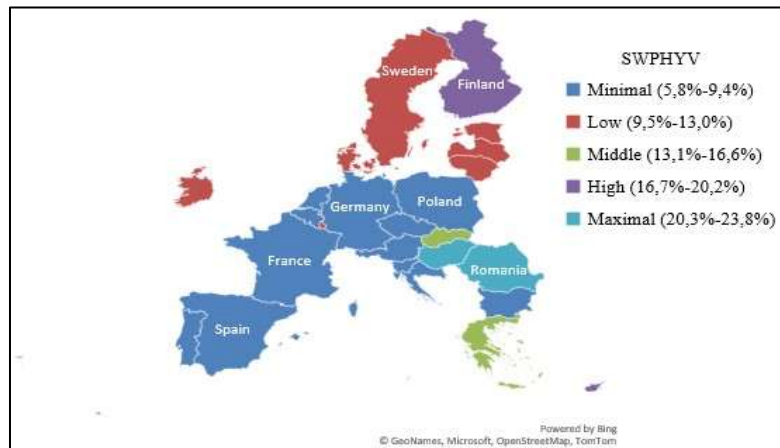 SWPHYV
Minimal (5,8%-9,4%)
Low (9,5%-13,0%)
Middle (13,1%-16,6%)
High (16,7%-20,2%)
Maximal (20,3%-23,8%)
Sweden
Finland
Germany
Poland
France
Romania
Spain
Powered by Bing
© GeoNames, Microsoft, OpenStreetMap, TomTom